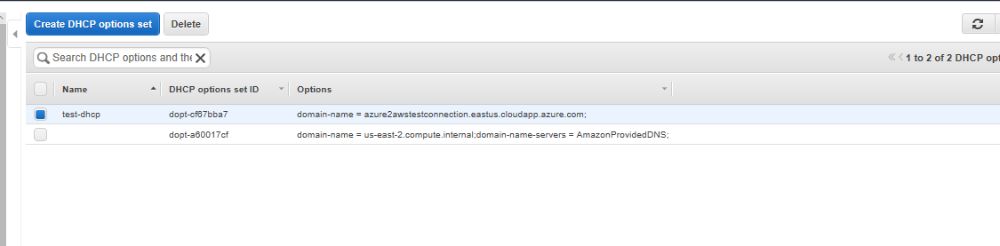 Create DHCP options set Delete
Search DHCP options and the
1 to 2 of 2 DHCP opt
Name DHCP options set ID Options
test-dhcp dopt-cf67bba7 domain-name = azure2awstestconnection.eastus.cloudapp.azure.com;
dopt-a60017cf domain-name = us-east-2.compute.internal;domain-name-servers = AmazonProvidedDNS;